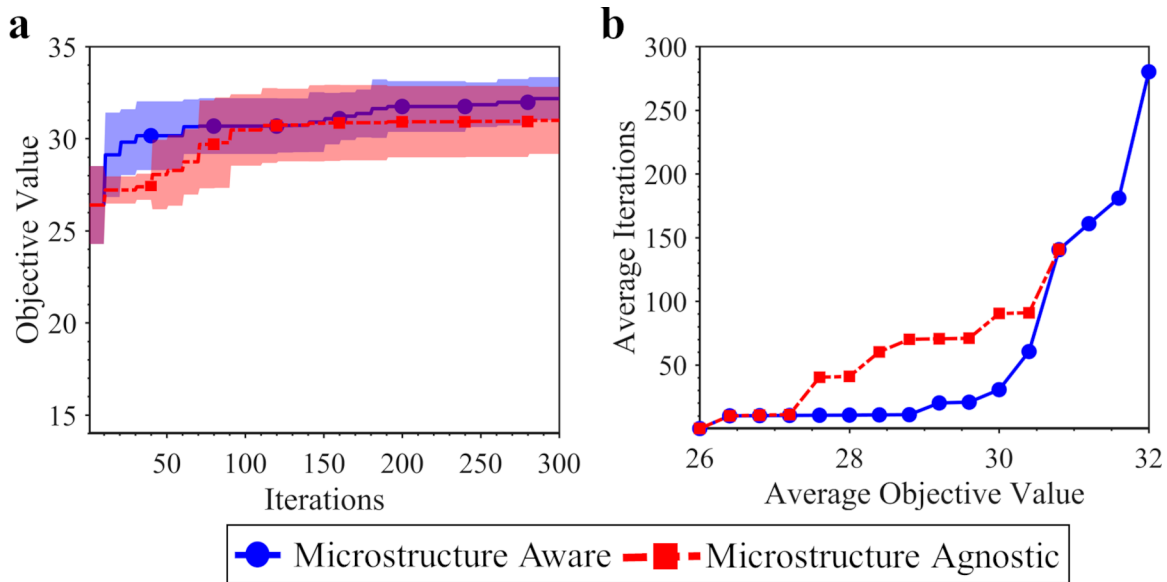 a
35
30
25
20
15
Objective Value
50 100 150 200 250 300
Iterations
b
300
250
200
150
100
50
Average Iterations
26 28 30 32
Average Objective Value
Microstructure Aware Microstructure Agnostic